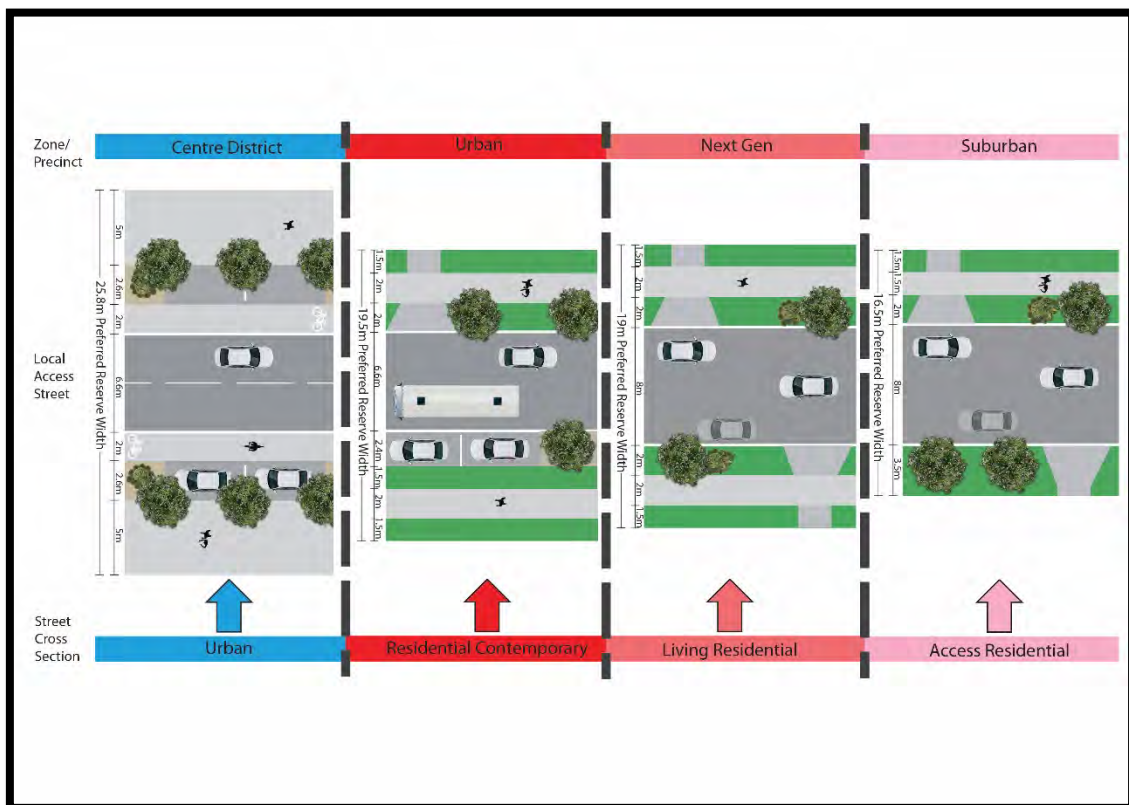 Zone/
Precinct
Centre District
Urban
Next Gen
Suburban
Local
Access
Street
25.8m Preferred Reserve Width
5m
2.6m
2m
6.6m
2m
2.6m
5m
19.5m Preferred Reserve Width
1.5m
2m
2m
6.6m
2.24m
1.5m
2m
1.5m
19m Preferred Reserve Width
1.5m
2m
2m
8m
2m
2m
1.5m
16.5m Preferred Reserve Width
1.5m
1.5m
2m
8m
3.5m
Street
Cross
Section
Urban
Residential Contemporary
Living Residential
Access Residential